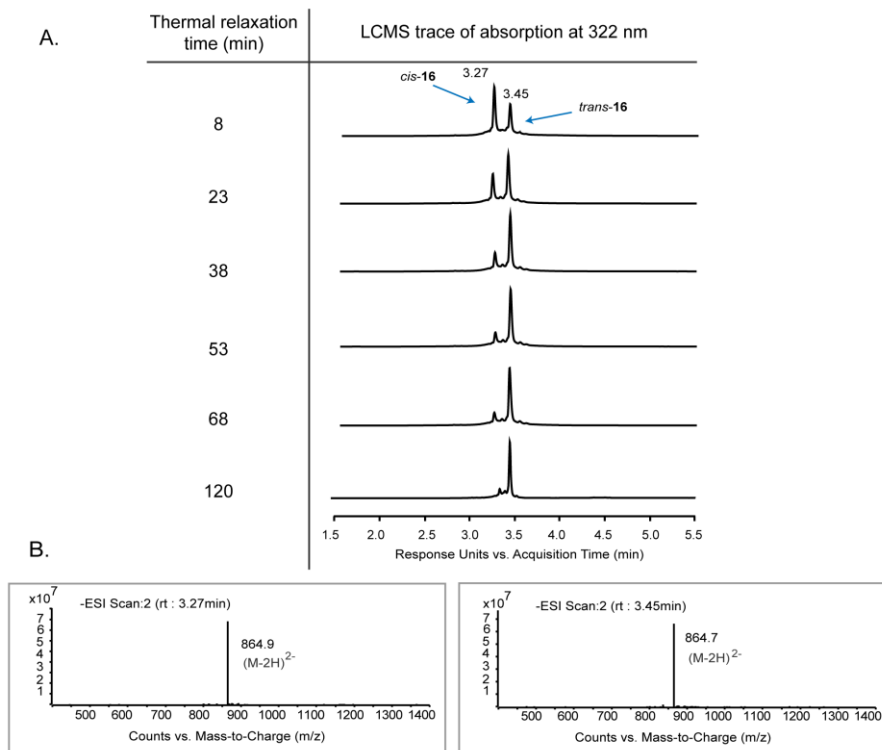 A.
Thermal relaxation
time (min)
LCMS trace of absorption at 322 nm
cis-16
3.27
3.45
trans-16
8
23
38
53
68
120
1.5 2.0 2.5 3.0 3.5 4.0 4.5 5.0 5.5
Response Units vs. Acquisition Time (min)
B.
x10⁷
-ESI Scan:2 (rt : 3.27min)
7
6
5
4
3
2
1
864.9
(M-2H)²⁻
500 600 700 800 900 1000 1100 1200 1300 1400
Counts vs. Mass-to-Charge (m/z)
x10⁷
-ESI Scan:2 (rt : 3.45min)
7
6
5
4
3
2
1
864.7
(M-2H)²⁻
500 600 700 800 900 1000 1100 1200 1300 1400
Counts vs. Mass-to-Charge (m/z)